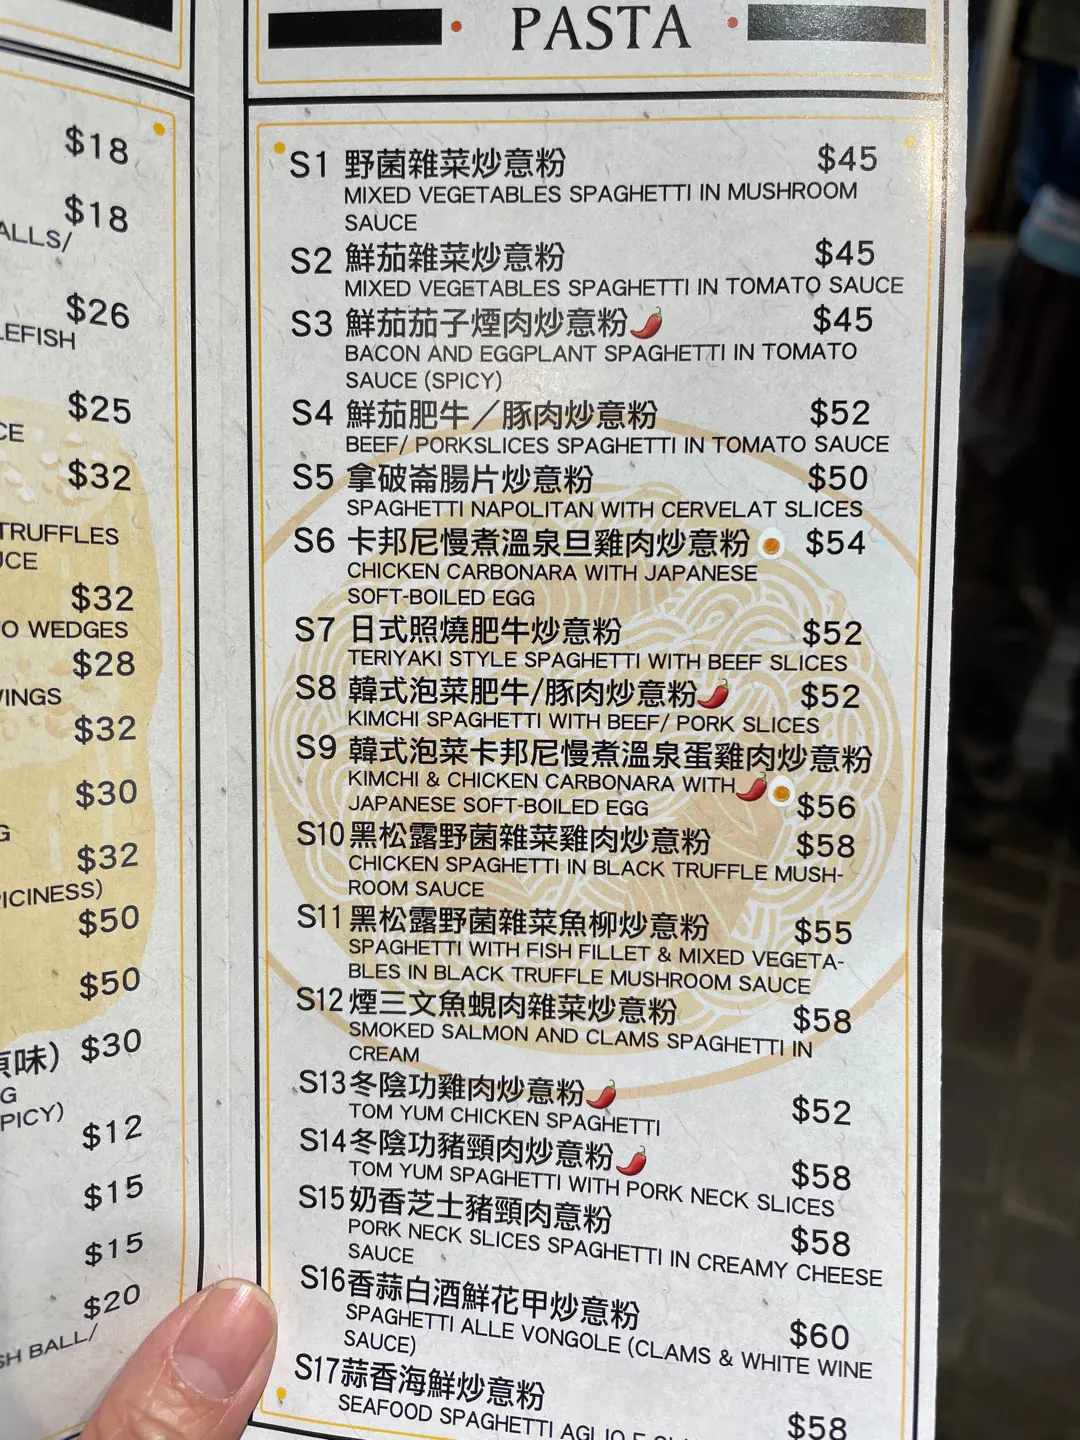 $18
$18
ALLS/
$26
LEFISH
$25
CE
$32
TRUFFLES
UCE
$32
TO WEDGES
$28
WINGS
$32
$30
G
$32
PICINESS)
$50
$50
原味) $30
G
PICY)
$12
$15
$15
$20
SH BALL/
PASTA
S1 野菌雜菜炒意粉 $45
MIXED VEGETABLES SPAGHETTI IN MUSHROOM
SAUCE
S2 鮮茄雜菜炒意粉 $45
MIXED VEGETABLES SPAGHETTI IN TOMATO SAUCE
S3 鮮茄茄子煙肉炒意粉 $45
BACON AND EGGPLANT SPAGHETTI IN TOMATO
SAUCE (SPICY)
S4 鮮茄肥牛/豚肉炒意粉 $52
BEEF/ PORKSLICES SPAGHETTI IN TOMATO SAUCE
S5 拿破崙腸片炒意粉 $50
SPAGHETTI NAPOLITAN WITH CERVELAT SLICES
S6 卡邦尼慢煮溫泉旦雞肉炒意粉 $54
CHICKEN CARBONARA WITH JAPANESE
SOFT-BOILED EGG
S7 日式照燒肥牛炒意粉 $52
TERIYAKI STYLE SPAGHETTI WITH BEEF SLICES
S8 韓式泡菜肥牛/豚肉炒意粉 $52
KIMCHI SPAGHETTI WITH BEEF/ PORK SLICES
S9 韓式泡菜卡邦尼慢煮溫泉蛋雞肉炒意粉
KIMCHI & CHICKEN CARBONARA WITH
JAPANESE SOFT-BOILED EGG $56
S10 黑松露野菌雜菜雞肉炒意粉 $58
CHICKEN SPAGHETTI IN BLACK TRUFFLE MUSH-
ROOM SAUCE
S11 黑松露野菌雜菜魚柳炒意粉 $55
SPAGHETTI WITH FISH FILLET & MIXED VEGETA-
BLES IN BLACK TRUFFLE MUSHROOM SAUCE
S12 煙三文魚蜆肉雜菜炒意粉 $58
SMOKED SALMON AND CLAMS SPAGHETTI IN
CREAM
S13 冬陰功雞肉炒意粉 $52
TOM YUM CHICKEN SPAGHETTI
S14 冬陰功豬頸肉炒意粉 $58
TOM YUM SPAGHETTI WITH PORK NECK SLICES
S15 奶香芝士豬頸肉意粉 $58
PORK NECK SLICES SPAGHETTI IN CREAMY CHEESE
SAUCE
S16 香蒜白酒鮮花甲炒意粉 $60
SPAGHETTI ALLE VONGOLE (CLAMS & WHITE WINE
SAUCE)
S17 蒜香海鮮炒意粉 $58
SEAFOOD SPAGHETTI AGLIO E